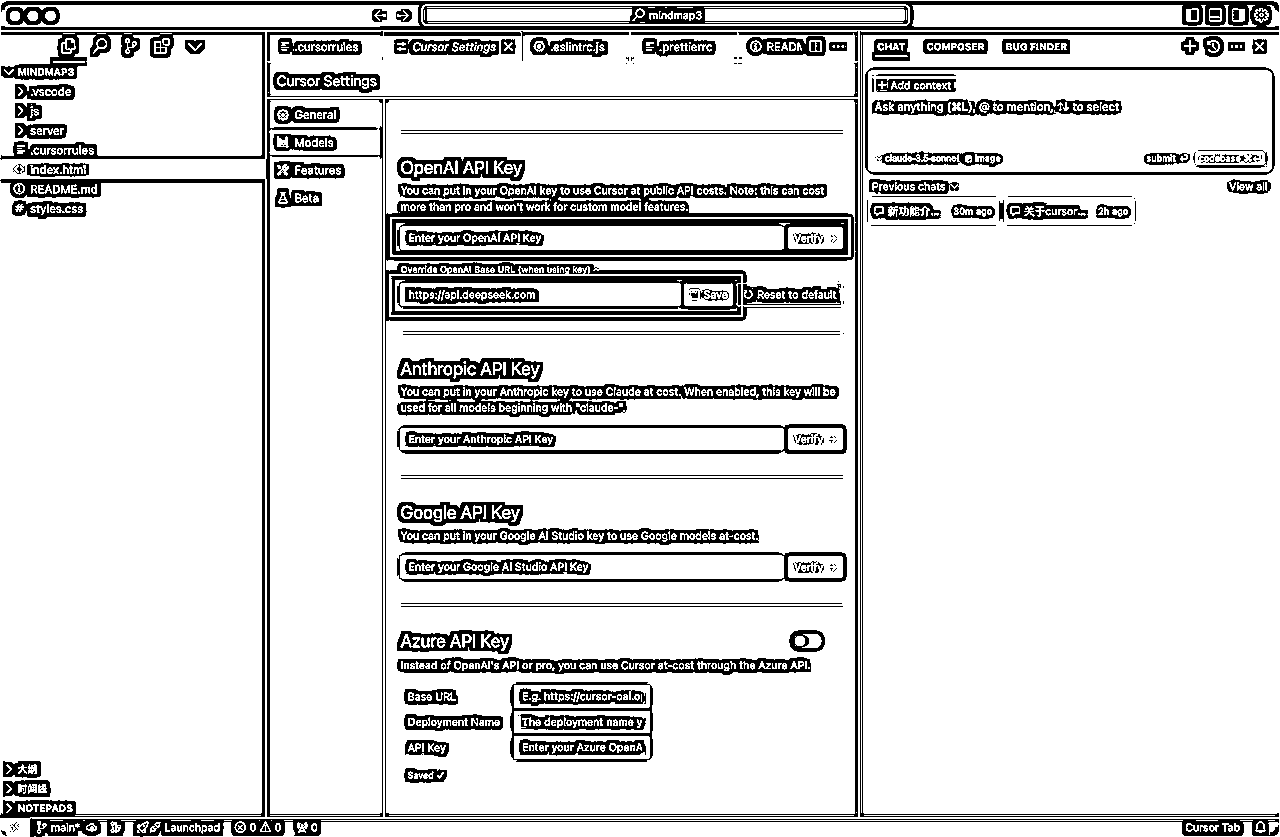 mindmap3
MINDMAP3
.vscode
js
server
.cursorrules
index.html
README.md
styles.css
大纲
时间线
NOTEPADS
.cursorrules
Cursor Settings
.eslintrc.js
.prettierrc
READM
Cursor Settings
General
Models
Features
Beta
OpenAI API Key
You can put in your OpenAI key to use Cursor at public API costs. Note: this can cost
more than pro and won't work for custom model features.
Enter your OpenAI API Key
Verify
Override OpenAI Base URL (when using key)
https://api.deepseek.com
Save
Reset to default
Anthropic API Key
You can put in your Anthropic key to use Claude at cost. When enabled, this key will be
used for all models beginning with "claude-".
Enter your Anthropic API Key
Verify
Google API Key
You can put in your Google AI Studio key to use Google models at-cost.
Enter your Google AI Studio API Key
Verify
Azure API Key
Instead of OpenAI's API or pro, you can use Cursor at-cost through the Azure API.
Base URL
E.g. https://cursor-oai.o
Deployment Name
The deployment name y
API Key
Enter your Azure OpenA
Saved ✓
CHAT
COMPOSER
BUG FINDER
Add context
Ask anything (⌘L), @ to mention, ⇅ to select
claude-3.5-sonnet
image
submit
codebase ⌘⏎
Previous chats
View all
新功能介...
30m ago
关于cursor...
2h ago
main*
Launchpad
0
0
0
Cursor Tab